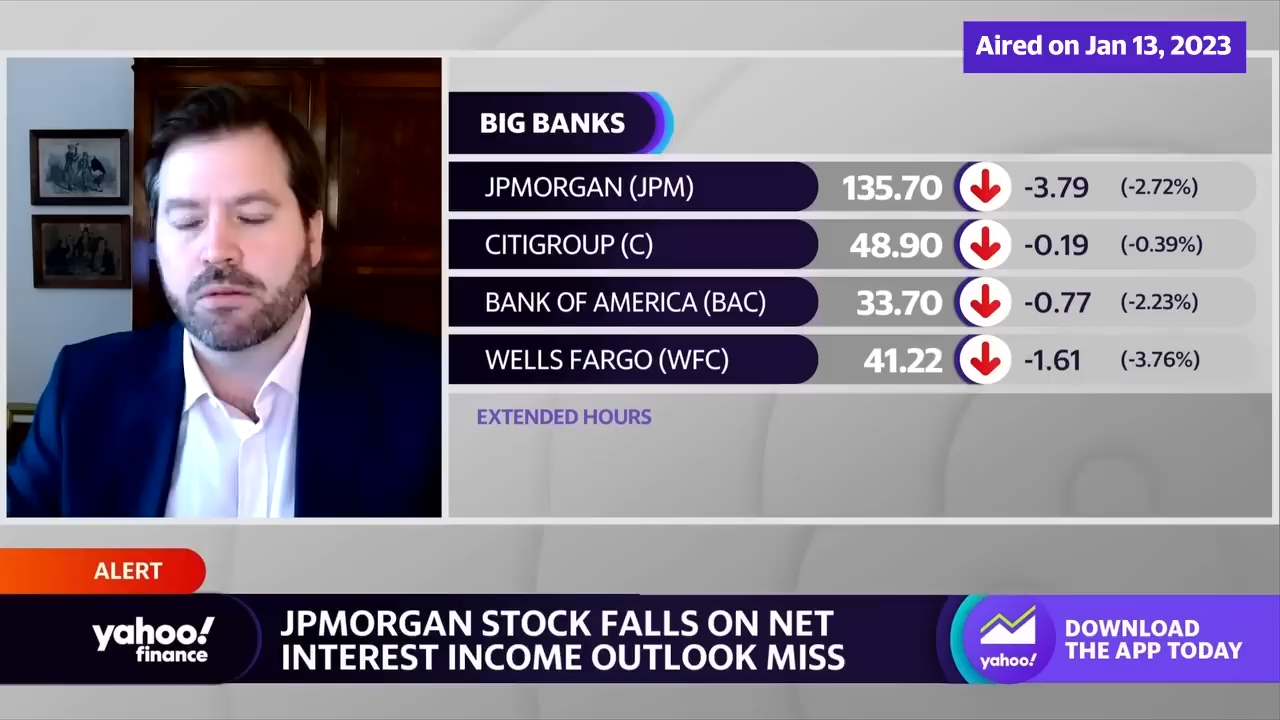 Aired on Jan 13, 2023
BIG BANKS
JPMORGAN (JPM) 135.70 -3.79 (-2.72%)
CITIGROUP (C) 48.90 -0.19 (-0.39%)
BANK OF AMERICA (BAC) 33.70 -0.77 (-2.23%)
WELLS FARGO (WFC) 41.22 -1.61 (-3.76%)
EXTENDED HOURS
ALERT
yahoo!
finance
JPMORGAN STOCK FALLS ON NET
INTEREST INCOME OUTLOOK MISS
yahoo!
DOWNLOAD
THE APP TODAY